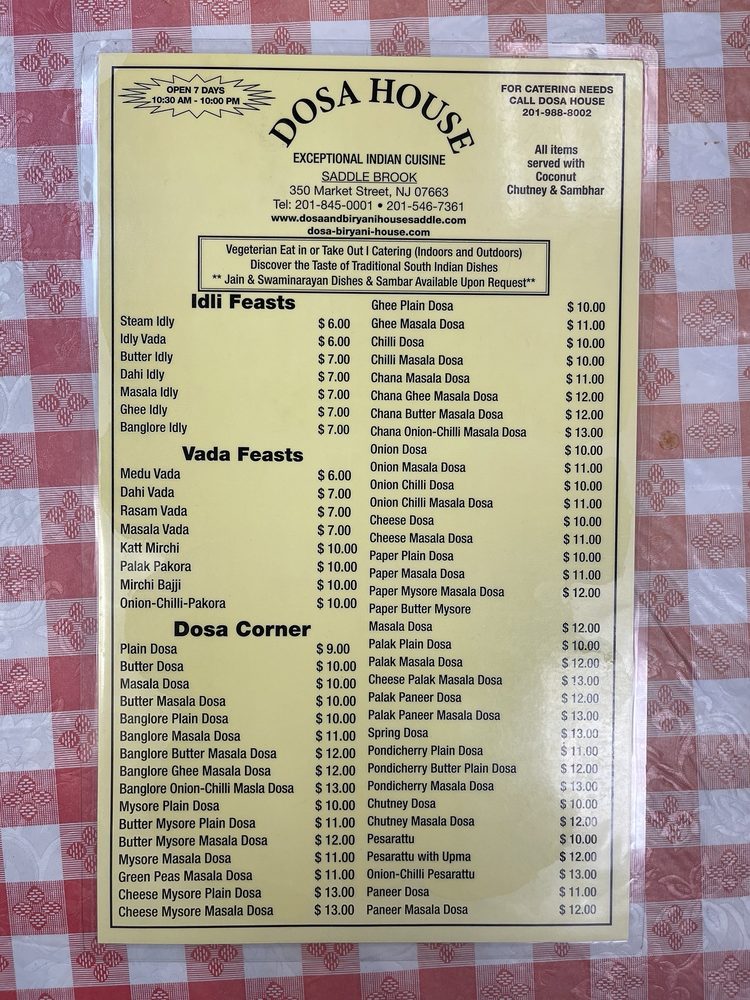 OPEN 7 DAYS
10:30 AM - 10:00 PM
DOSA HOUSE
EXCEPTIONAL INDIAN CUISINE
SADDLE BROOK
350 Market Street, NJ 07663
Tel: 201-845-0001 • 201-546-7361
www.dosaandbiryanihousesaddle.com
dosa-biryani-house.com
FOR CATERING NEEDS
CALL DOSA HOUSE
201-988-8002
All items
served with
Coconut
Chutney & Sambhar
Vegeterian Eat in or Take Out I Catering (Indoors and Outdoors)
Discover the Taste of Traditional South Indian Dishes
** Jain & Swaminarayan Dishes & Sambar Available Upon Request**
Idli Feasts
Steam Idly $ 6.00
Idly Vada $ 6.00
Butter Idly $ 7.00
Dahi Idly $ 7.00
Masala Idly $ 7.00
Ghee Idly $ 7.00
Banglore Idly $ 7.00
Vada Feasts
Medu Vada $ 6.00
Dahi Vada $ 7.00
Rasam Vada $ 7.00
Masala Vada $ 7.00
Katt Mirchi $ 10.00
Palak Pakora $ 10.00
Mirchi Bajji $ 10.00
Onion-Chilli-Pakora $ 10.00
Dosa Corner
Plain Dosa $ 9.00
Butter Dosa $ 10.00
Masala Dosa $ 10.00
Butter Masala Dosa $ 10.00
Banglore Plain Dosa $ 10.00
Banglore Masala Dosa $ 11.00
Banglore Butter Masala Dosa $ 12.00
Banglore Ghee Masala Dosa $ 12.00
Banglore Onion-Chilli Masla Dosa $ 13.00
Mysore Plain Dosa $ 10.00
Butter Mysore Plain Dosa $ 11.00
Butter Mysore Masala Dosa $ 12.00
Mysore Masala Dosa $ 11.00
Green Peas Masala Dosa $ 11.00
Cheese Mysore Plain Dosa $ 13.00
Cheese Mysore Masala Dosa $ 13.00
Ghee Plain Dosa $ 10.00
Ghee Masala Dosa $ 11.00
Chilli Dosa $ 10.00
Chilli Masala Dosa $ 10.00
Chana Masala Dosa $ 11.00
Chana Ghee Masala Dosa $ 12.00
Chana Butter Masala Dosa $ 12.00
Chana Onion-Chilli Masala Dosa $ 13.00
Onion Dosa $ 10.00
Onion Masala Dosa $ 11.00
Onion Chilli Dosa $ 10.00
Onion Chilli Masala Dosa $ 11.00
Cheese Dosa $ 10.00
Cheese Masala Dosa $ 11.00
Paper Plain Dosa $ 10.00
Paper Masala Dosa $ 11.00
Paper Mysore Masala Dosa $ 12.00
Paper Butter Mysore
Masala Dosa $ 12.00
Palak Plain Dosa $ 10.00
Palak Masala Dosa $ 12.00
Cheese Palak Masala Dosa $ 13.00
Palak Paneer Dosa $ 12.00
Palak Paneer Masala Dosa $ 13.00
Spring Dosa $ 13.00
Pondicherry Plain Dosa $ 11.00
Pondicherry Butter Plain Dosa $ 12.00
Pondicherry Masala Dosa $ 13.00
Chutney Dosa $ 10.00
Chutney Masala Dosa $ 12.00
Pesarattu $ 10.00
Pesarattu with Upma $ 12.00
Onion-Chilli Pesarattu $ 13.00
Paneer Dosa $ 11.00
Paneer Masala Dosa $ 12.00